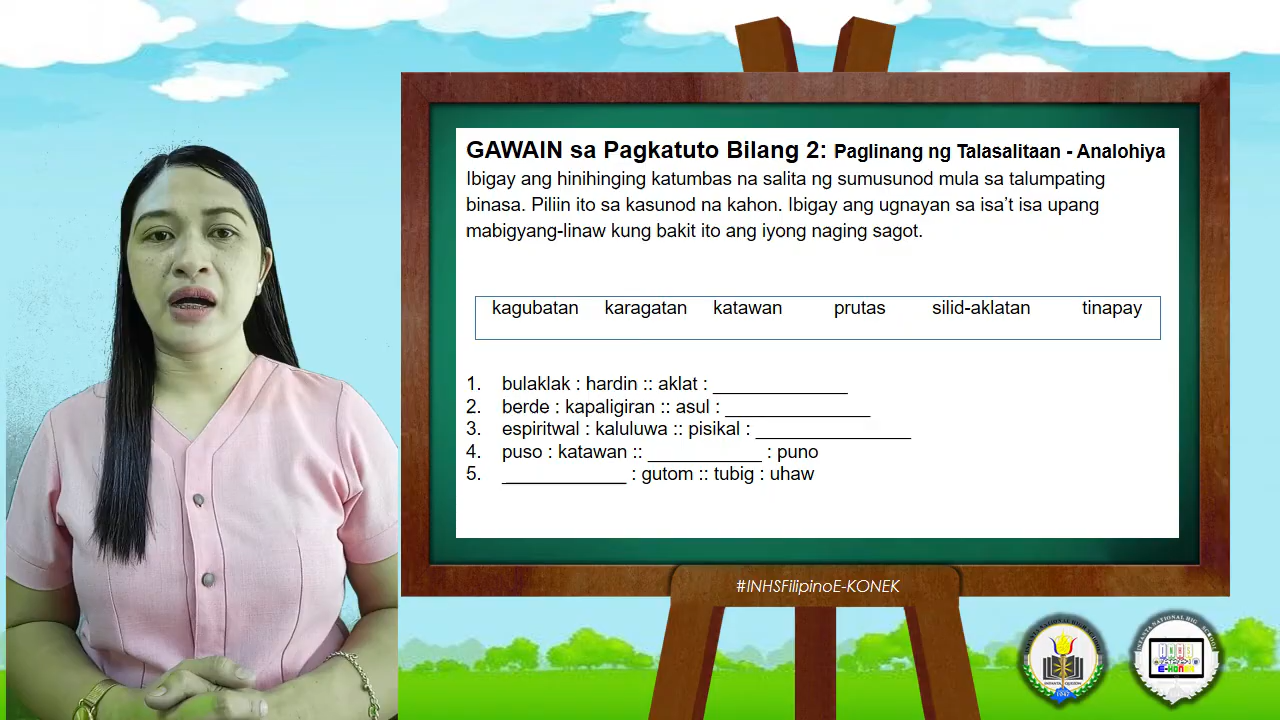 GAWAIN sa Pagkatuto Bilang 2: Paglinang ng Talasalitaan - Analohiya
Ibigay ang hinihinging katumbas na salita ng sumusunod mula sa talumpating
binasa. Piliin ito sa kasunod na kahon. Ibigay ang ugnayan sa isa’t isa upang
mabigyang-linaw kung bakit ito ang iyong naging sagot.
kagubatan karagatan katawan prutas silid-aklatan tinapay
1. bulaklak : hardin :: aklat : _____________
2. berde : kapaligiran :: asul : ______________
3. espiritwal : kaluluwa :: pisikal : _______________
4. puso : katawan :: ___________ : puno
5. ____________ : gutom :: tubig : uhaw
#INHSFilipinoE-KONEK